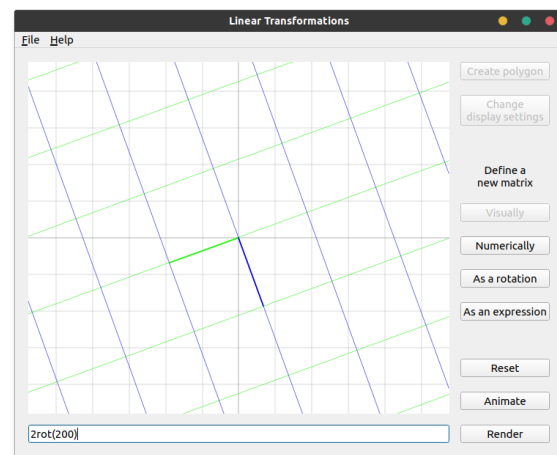 Linear Transformations
File Help
Create polygon
Change
display settings
Define a
new matrix
Visually
Numerically
As a rotation
As an expression
Reset
Animate
2rot(200)
Render